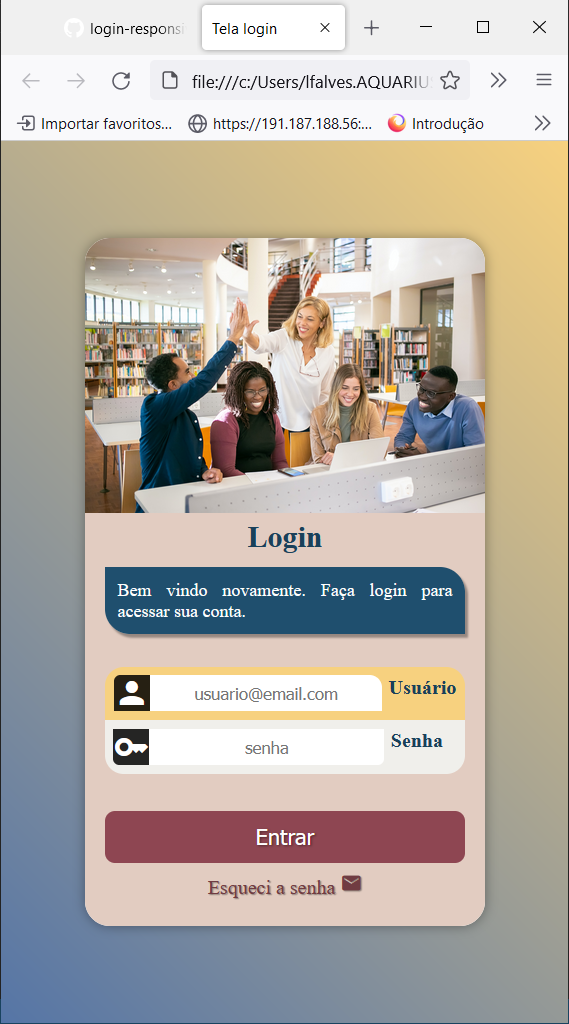 login-responsi
Tela login
file:///c:/Users/lfalves.AQUARIUS
Importar favoritos...
https://191.187.188.56:...
Introdução
Login
Bem vindo novamente. Faça login para
acessar sua conta.
usuario@email.com
Usuário
senha
Senha
Entrar
Esqueci a senha